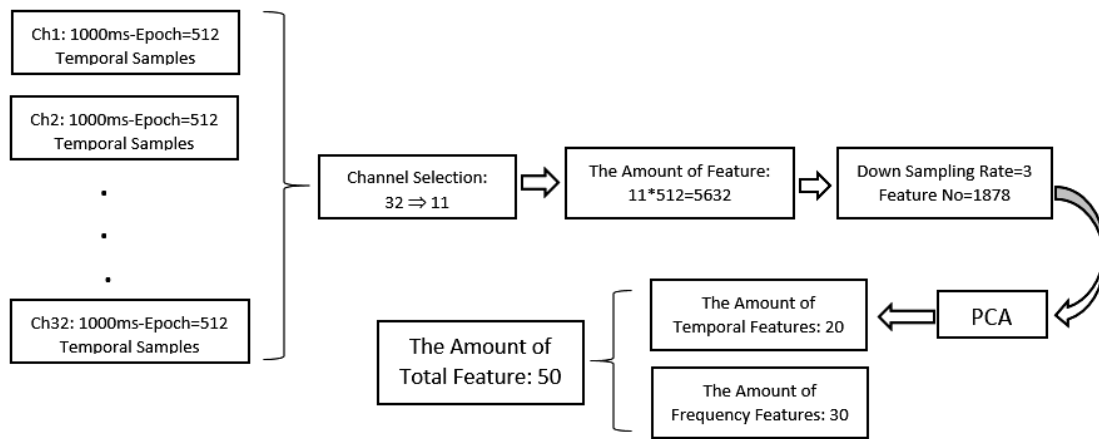 Ch1: 1000ms-Epoch=512
Temporal Samples
Ch2: 1000ms-Epoch=512
Temporal Samples
Ch32: 1000ms-Epoch=512
Temporal Samples
Channel Selection:
32 ⇒ 11
The Amount of Feature:
11*512=5632
Down Sampling Rate=3
Feature No=1878
PCA
The Amount of
Temporal Features: 20
The Amount of
Frequency Features: 30
The Amount of
Total Feature: 50